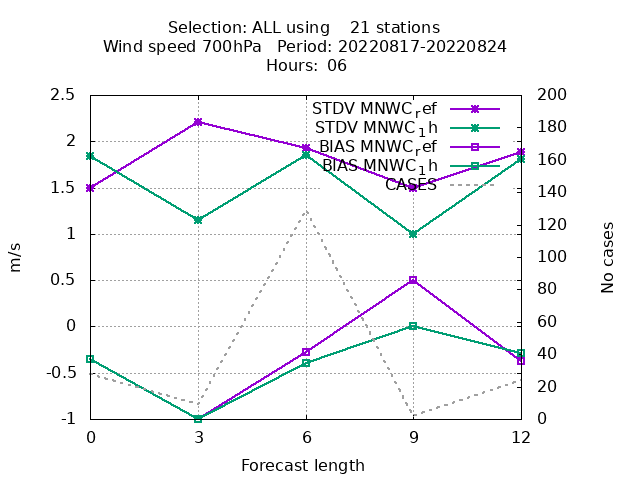 Selection: ALL using    21 stations
Wind speed 700hPa   Period: 20220817-20220824
Hours:  06
2.5
2
1.5
1
0.5
0
-0.5
-1
m/s
STDV MNWC_ref
STDV MNWC_1h
BIAS MNWC_ref
BIAS MNWC_1h
CASES
200
180
160
140
120
100
80
60
40
20
0
No cases
0 3 6 9 12
Forecast length